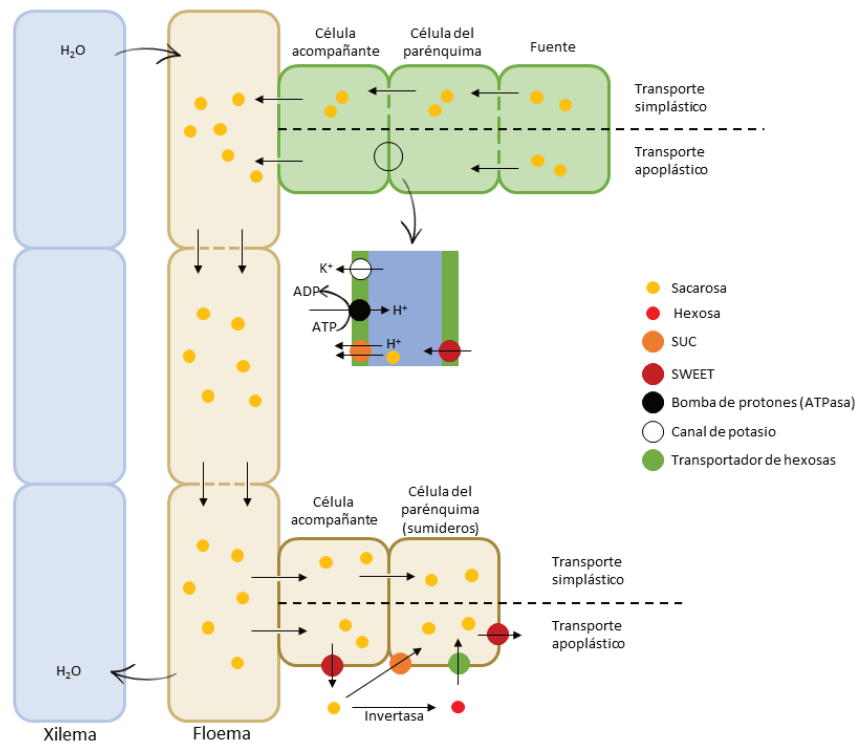 H₂O
Célula
acompañante
Célula del
parénquima
Fuente
Transporte
simplástico
Transporte
apoplástico
K⁺
ADP
H⁺
ATP
H⁺
Sacarosa
Hexosa
SUC
SWEET
Bomba de protones (ATPasa)
Canal de potasio
Transportador de hexosas
Célula
acompañante
Célula del
parénquima
(sumideros)
Transporte
simplástico
Transporte
apoplástico
H₂O
Invertasa
Xilema
Floema